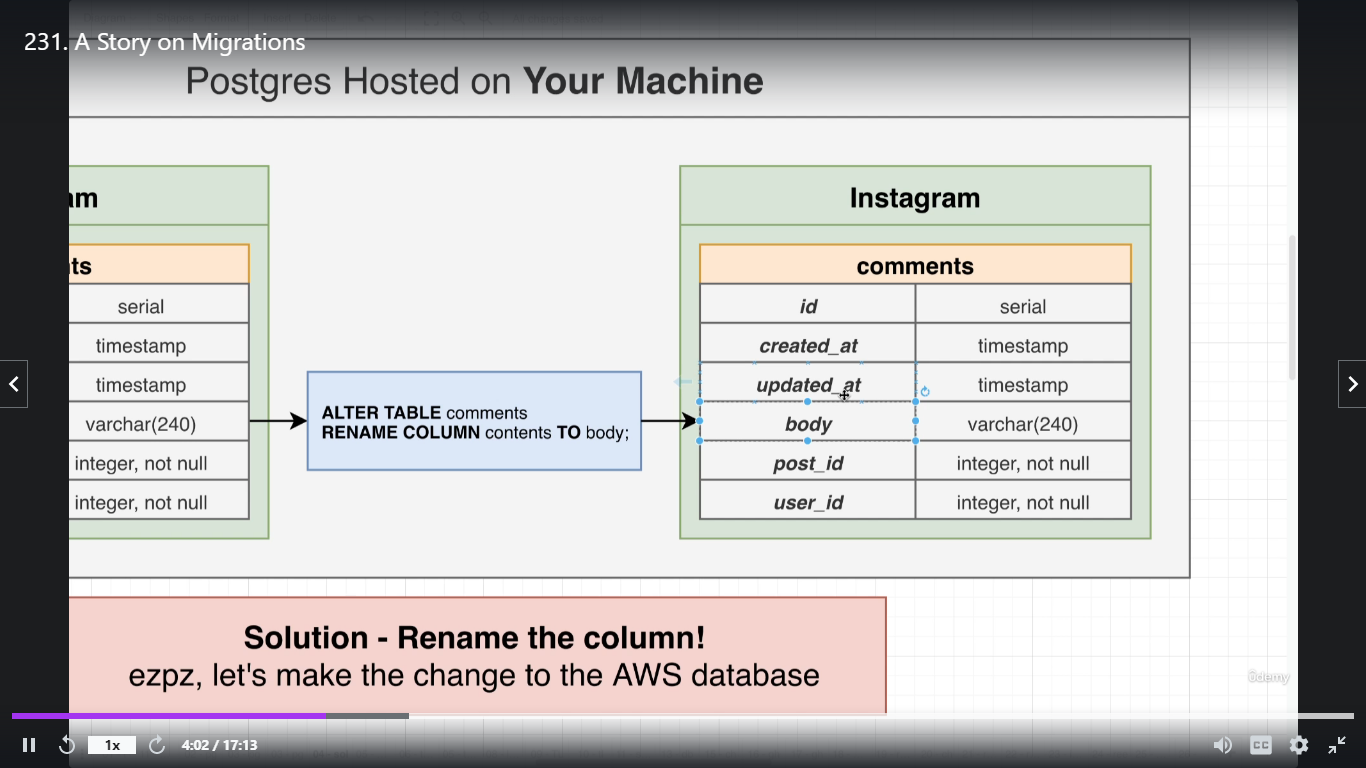 231. A Story on Migrations
Postgres Hosted on Your Machine
am
Instagram
ts
comments
serial
id
serial
timestamp
created_at
timestamp
timestamp
updated_at
timestamp
varchar(240)
ALTER TABLE comments
RENAME COLUMN contents TO body;
body
varchar(240)
integer, not null
post_id
integer, not null
integer, not null
user_id
integer, not null
Solution - Rename the column!
ezpz, let's make the change to the AWS database
ûdemy
1x
4:02 / 17:13
CC